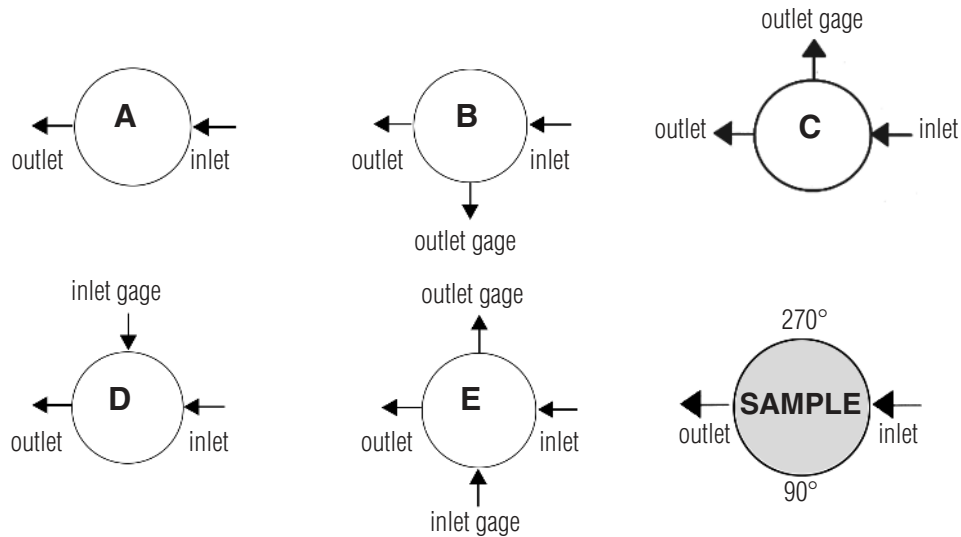 outlet gage
A
B
C
outlet
inlet
outlet
inlet
outlet
inlet
outlet gage
inlet gage
outlet gage
270°
D
E
SAMPLE
outlet
inlet
outlet
inlet
outlet
inlet
90°
inlet gage